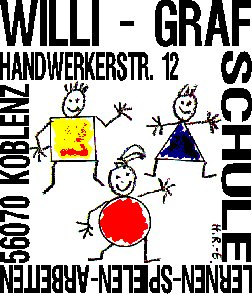 WILLI - GRAF
SCHULE
HANDWERKERSTR. 12
56070 KOBLENZ
LERNEN-SPIELEN-ARBEITEN
H.R.-G.